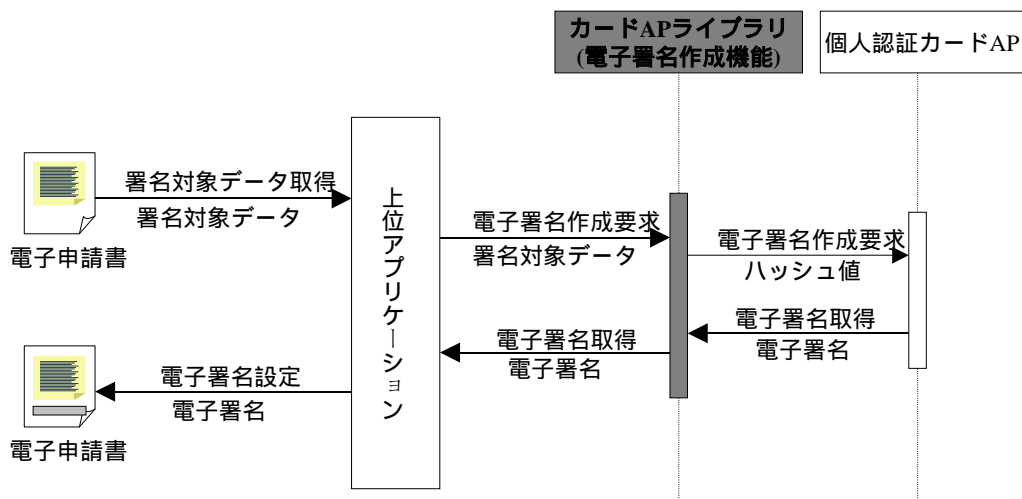 カードAPライブラリ
(電子署名作成機能)
個人認証カードAP
署名対象データ取得
署名対象データ
電子申請書
上位アプリケーション
電子署名作成要求
署名対象データ
電子署名作成要求
ハッシュ値
電子署名取得
電子署名
電子署名取得
電子署名
電子署名設定
電子署名
電子申請書